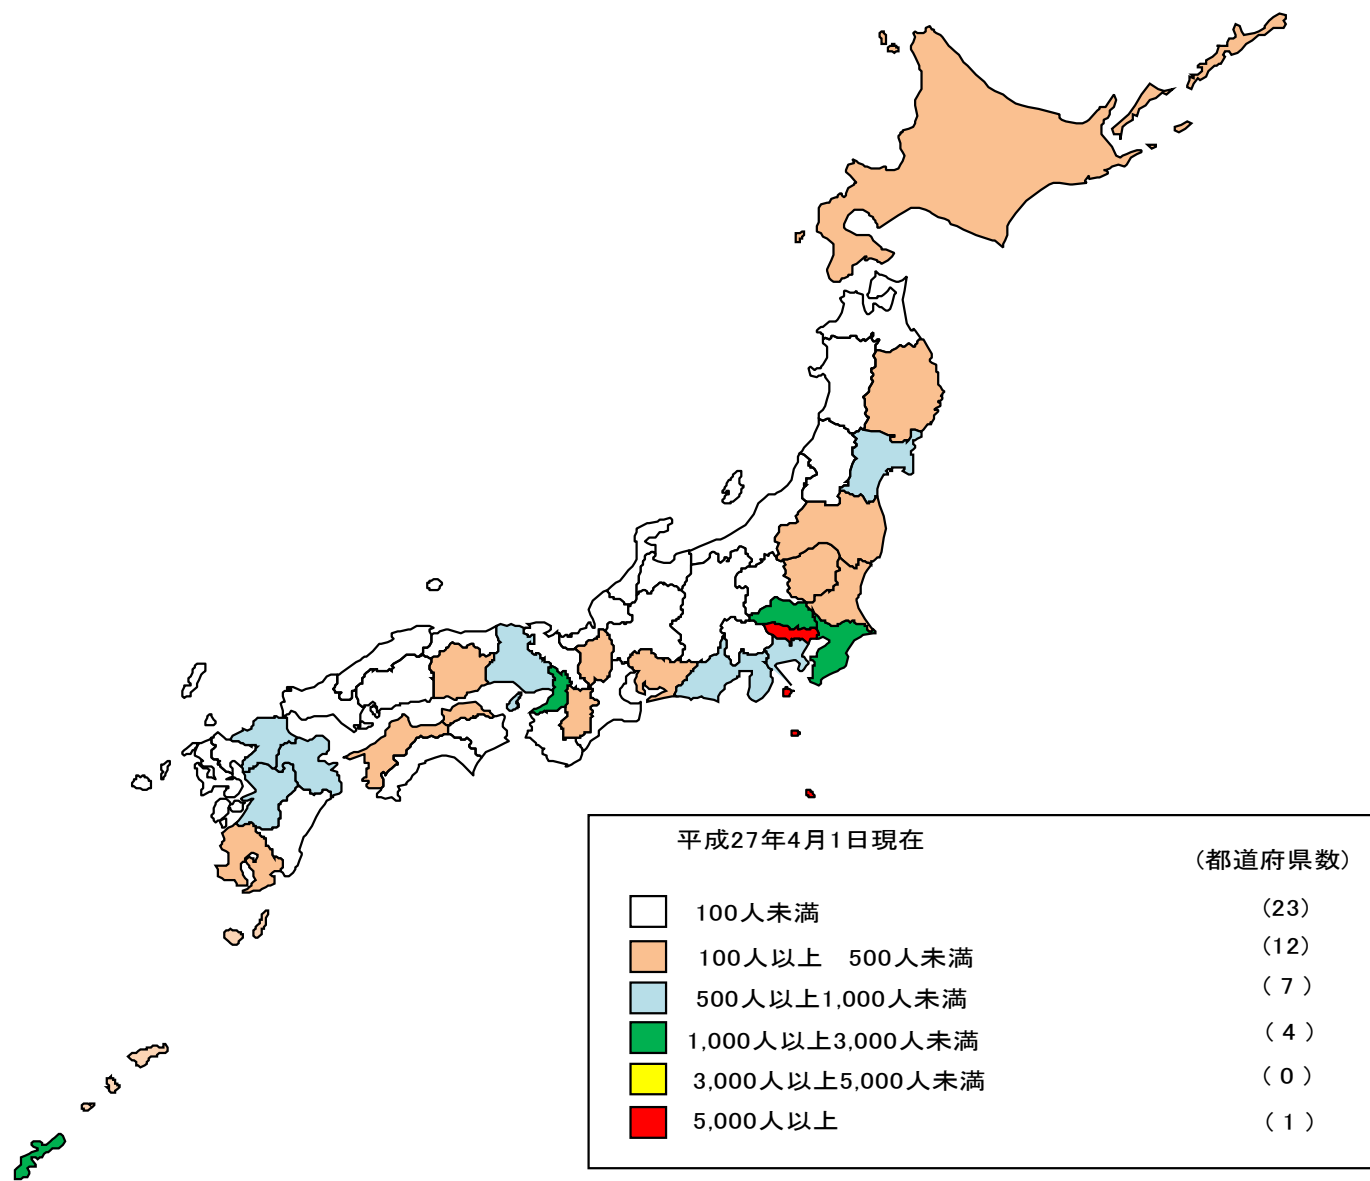 平成27年4月1日現在
(都道府県数)
100人未満 (23)
100人以上 500人未満 (12)
500人以上1,000人未満 ( 7 )
1,000人以上3,000人未満 ( 4 )
3,000人以上5,000人未満 ( 0 )
5,000人以上 ( 1 )